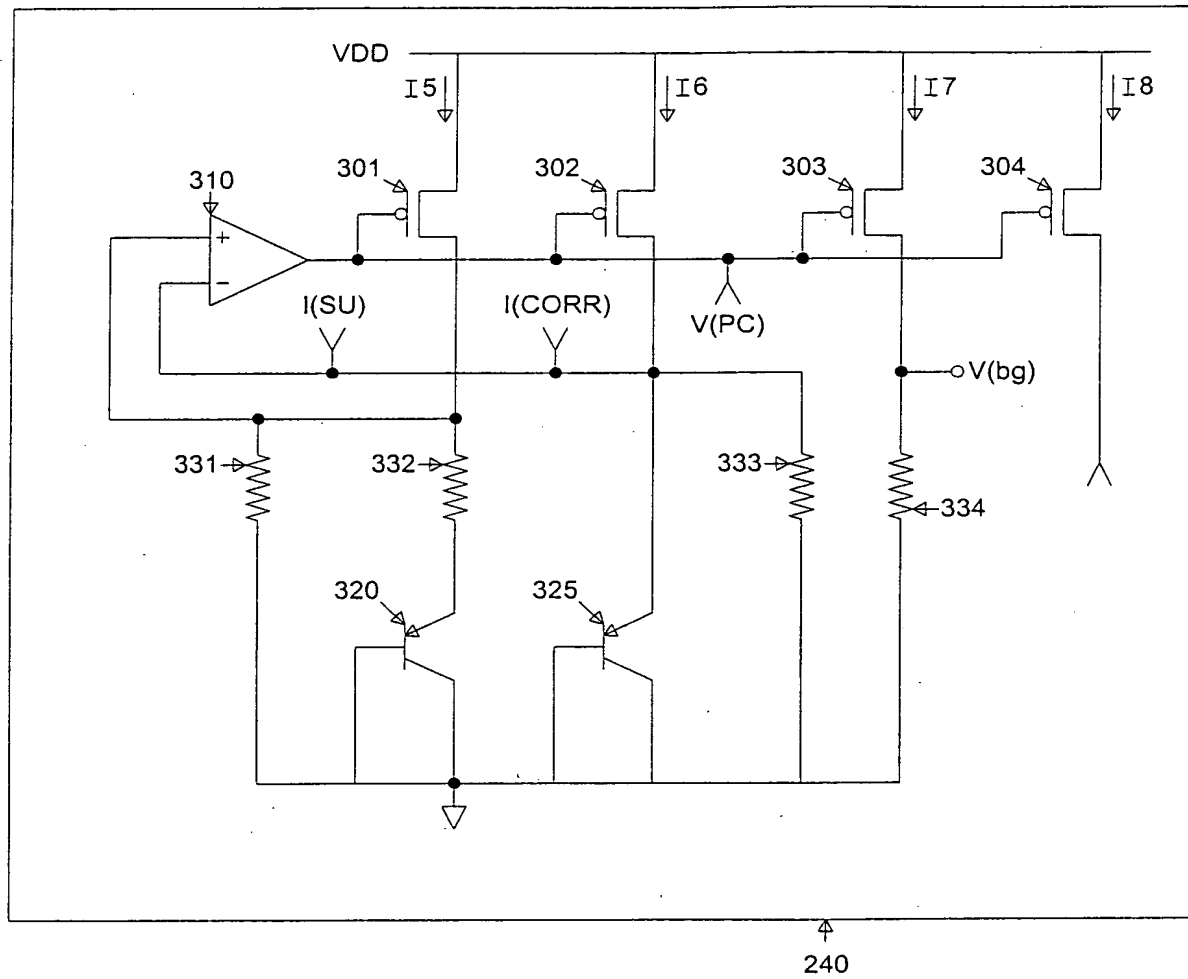 VDD
I5
I6
I7
I8
301
302
303
304
310
+
−
I(SU)
I(CORR)
V(PC)
V(bg)
331
332
333
334
320
325
240